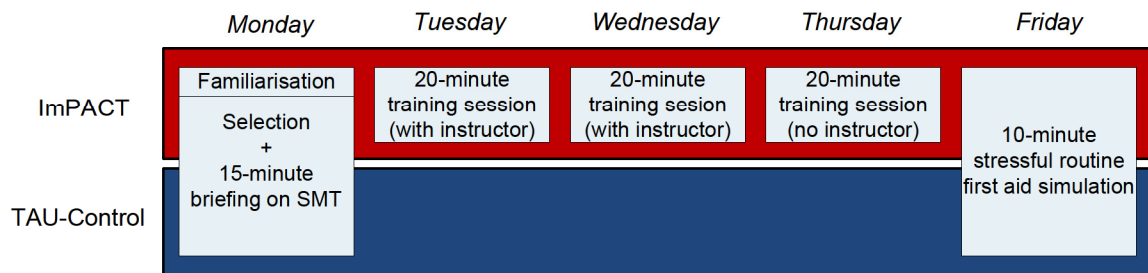 Monday
Tuesday
Wednesday
Thursday
Friday
ImPACT
TAU-Control
Familiarisation
Selection
+
15-minute
briefing on SMT
20-minute
training session
(with instructor)
20-minute
training sesion
(with instructor)
20-minute
training session
(no instructor)
10-minute
stressful routine
first aid simulation